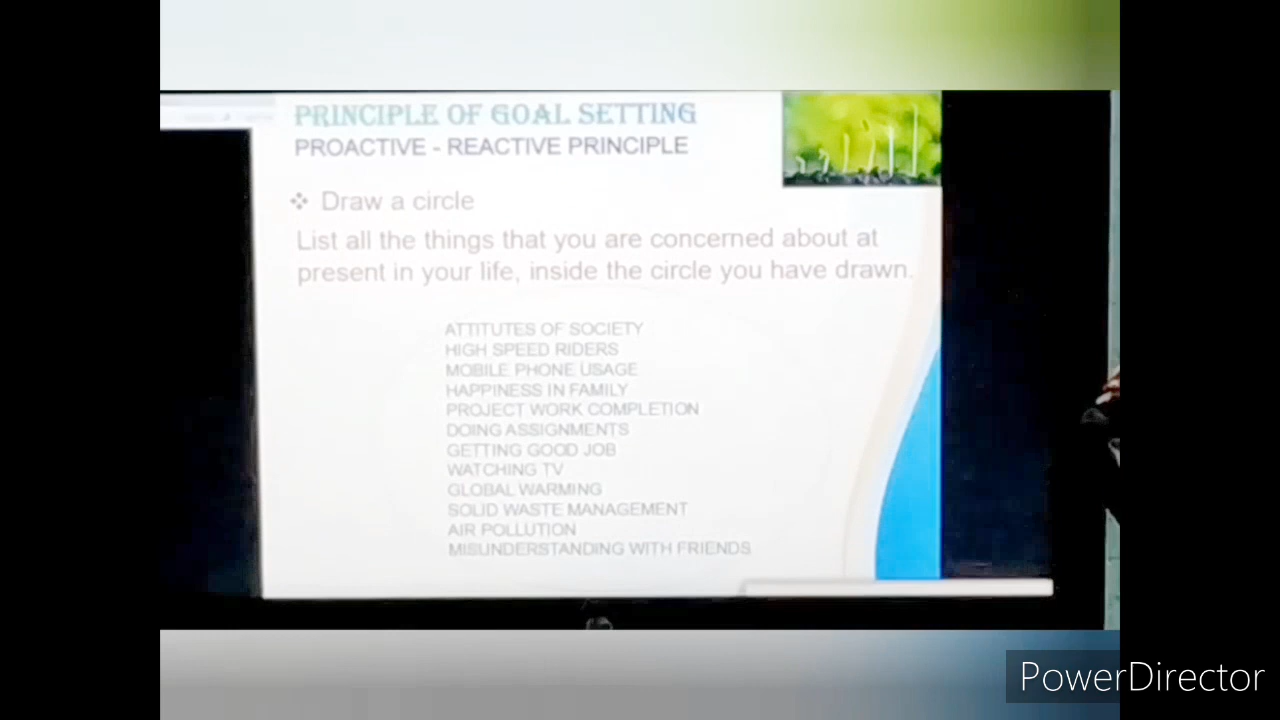 PRINCIPLE OF GOAL SETTING
PROACTIVE - REACTIVE PRINCIPLE
❖ Draw a circle
List all the things that you are concerned about at
present in your life, inside the circle you have drawn.
ATTITUTES OF SOCIETY
HIGH SPEED RIDERS
MOBILE PHONE USAGE
HAPPINESS IN FAMILY
PROJECT WORK COMPLETION
DOING ASSIGNMENTS
GETTING GOOD JOB
WATCHING TV
GLOBAL WARMING
SOLID WASTE MANAGEMENT
AIR POLLUTION
MISUNDERSTANDING WITH FRIENDS
PowerDirector